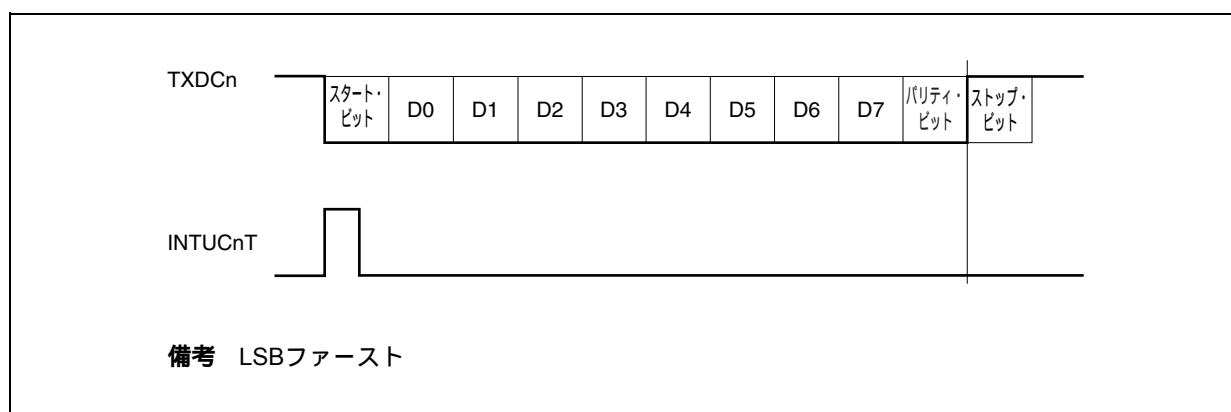 TXDCn
スタート・
ビット
D0 D1 D2 D3 D4 D5 D6 D7
パリティ・
ビット
ストップ・
ビット
INTUCnT
備考 LSBファースト